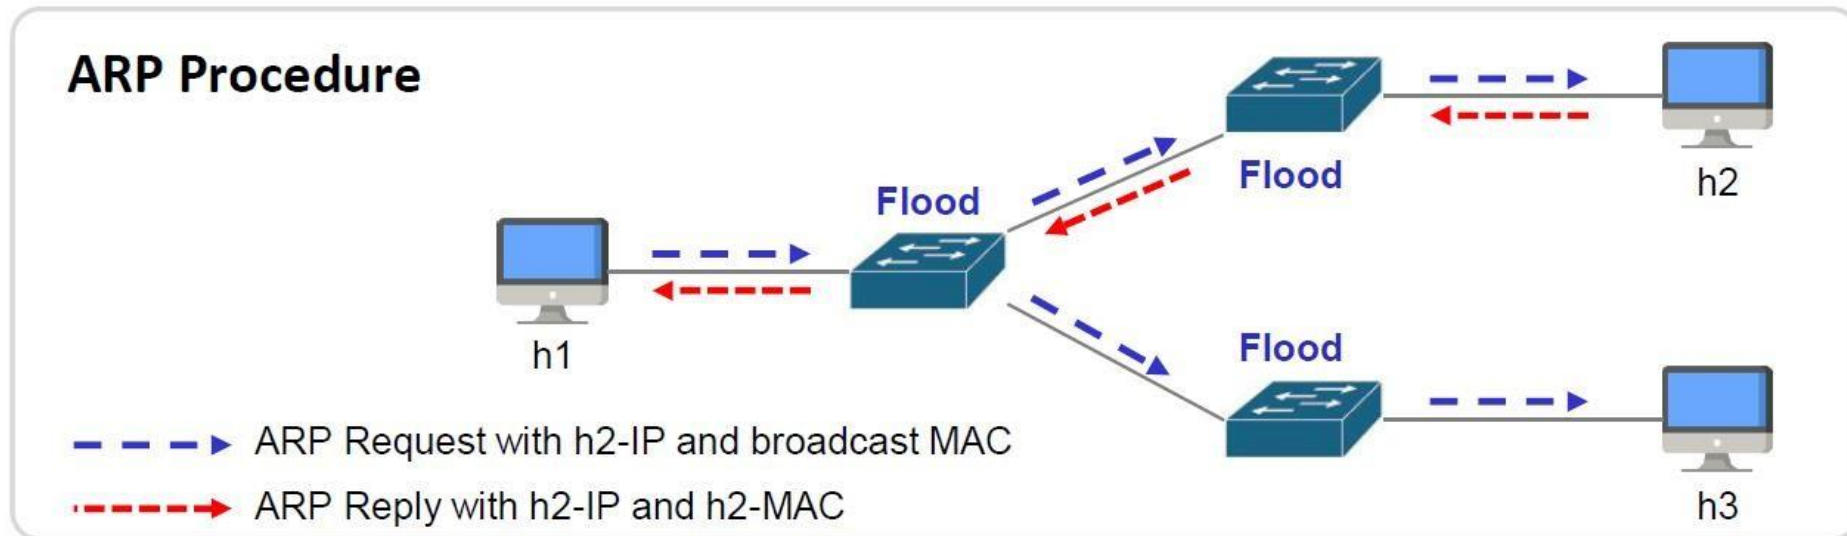 ARP Procedure
Flood
h2
Flood
h1
Flood
ARP Request with h2-IP and broadcast MAC
ARP Reply with h2-IP and h2-MAC
h3